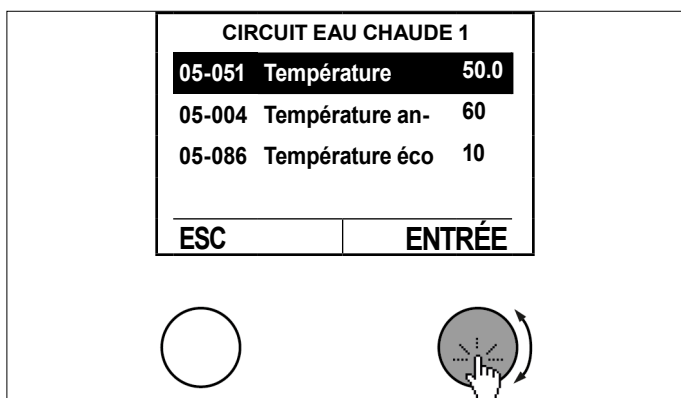 CIRCUIT EAU CHAUDE 1
05-051 Température 50.0
05-004 Température an- 60
05-086 Température éco 10
ESC ENTRÉE